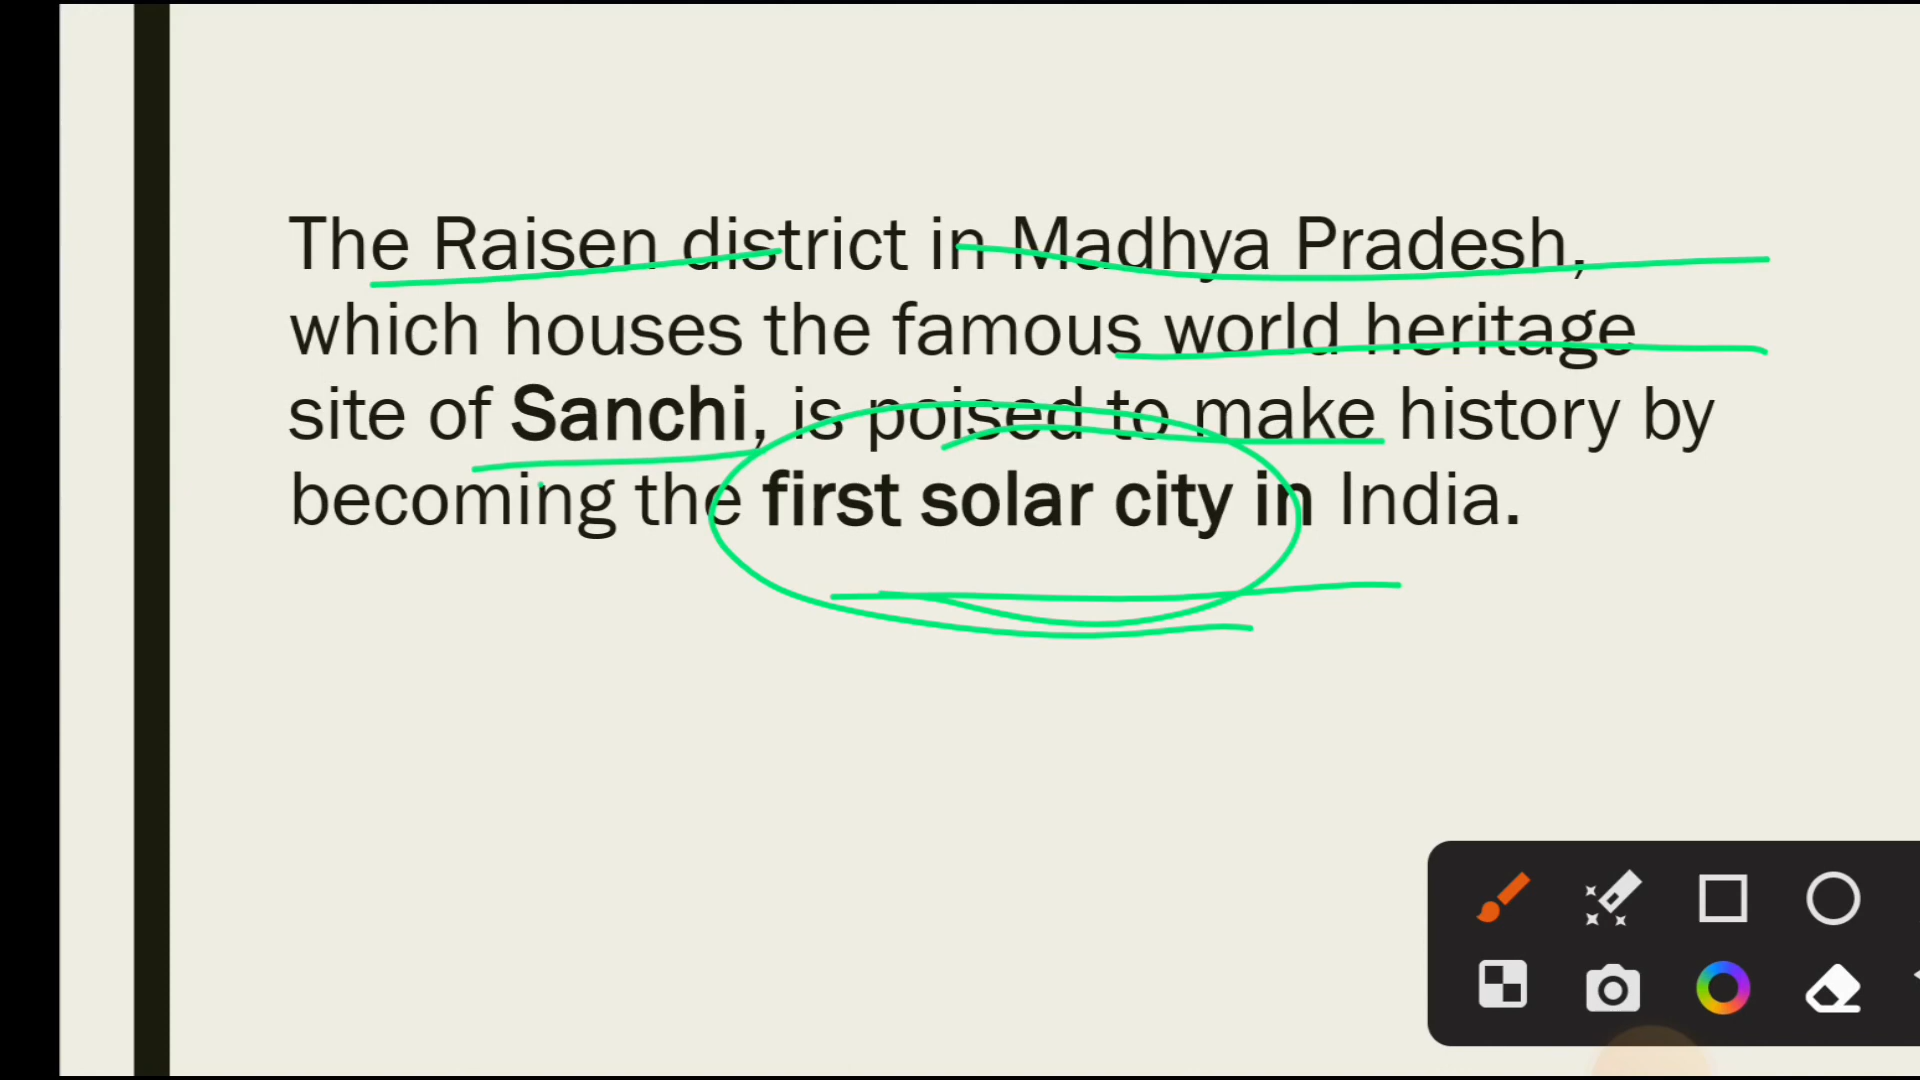 The Raisen district in Madhya Pradesh,
which houses the famous world heritage
site of Sanchi, is poised to make history by
becoming the first solar city in India.